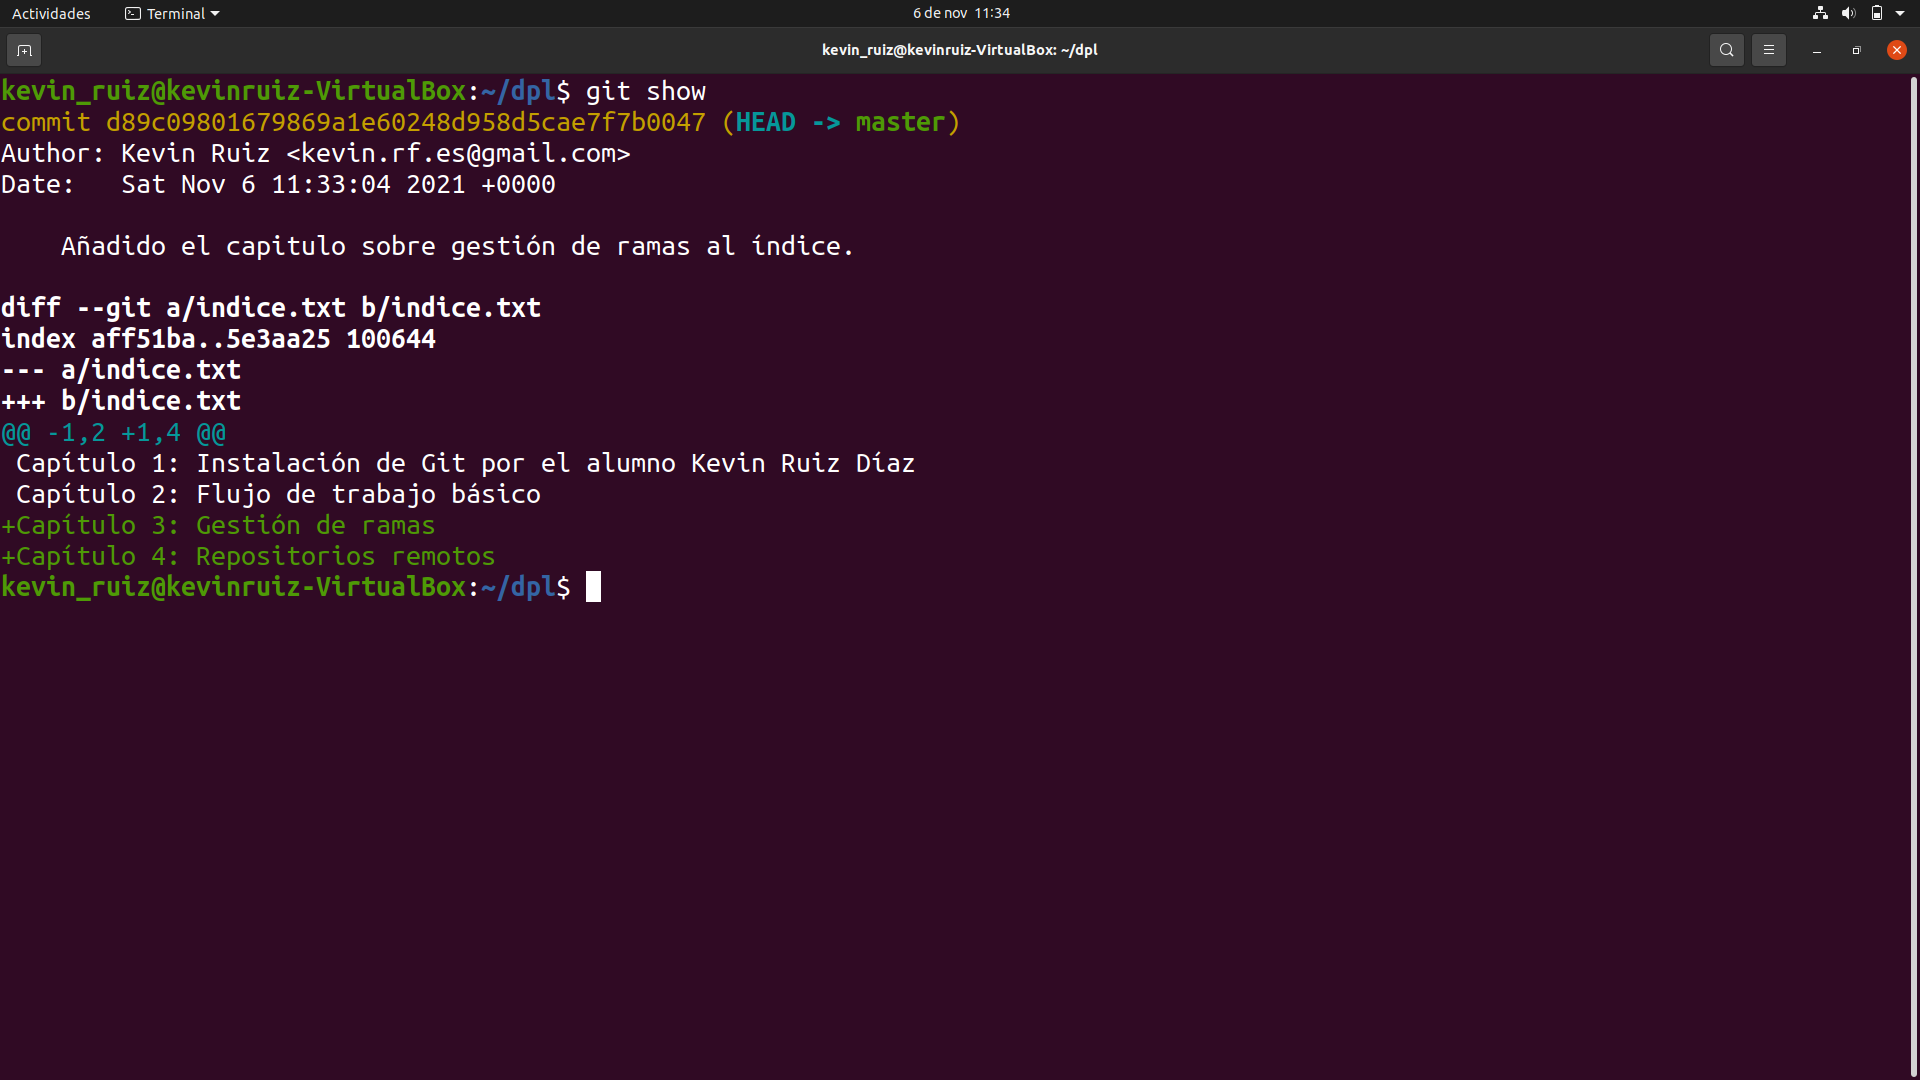 Actividades Terminal 6 de nov 11:34
kevin_ruiz@kevinruiz-VirtualBox: ~/dpl
kevin_ruiz@kevinruiz-VirtualBox:~/dpl$ git show
commit d89c09801679869a1e60248d958d5cae7f7b0047 (HEAD -> master)
Author: Kevin Ruiz <kevin.rf.es@gmail.com>
Date:   Sat Nov 6 11:33:04 2021 +0000
    Añadido el capitulo sobre gestión de ramas al índice.
diff --git a/indice.txt b/indice.txt
index aff51ba..5e3aa25 100644
--- a/indice.txt
+++ b/indice.txt
@@ -1,2 +1,4 @@
 Capítulo 1: Instalación de Git por el alumno Kevin Ruiz Díaz
 Capítulo 2: Flujo de trabajo básico
+Capítulo 3: Gestión de ramas
+Capítulo 4: Repositorios remotos
kevin_ruiz@kevinruiz-VirtualBox:~/dpl$